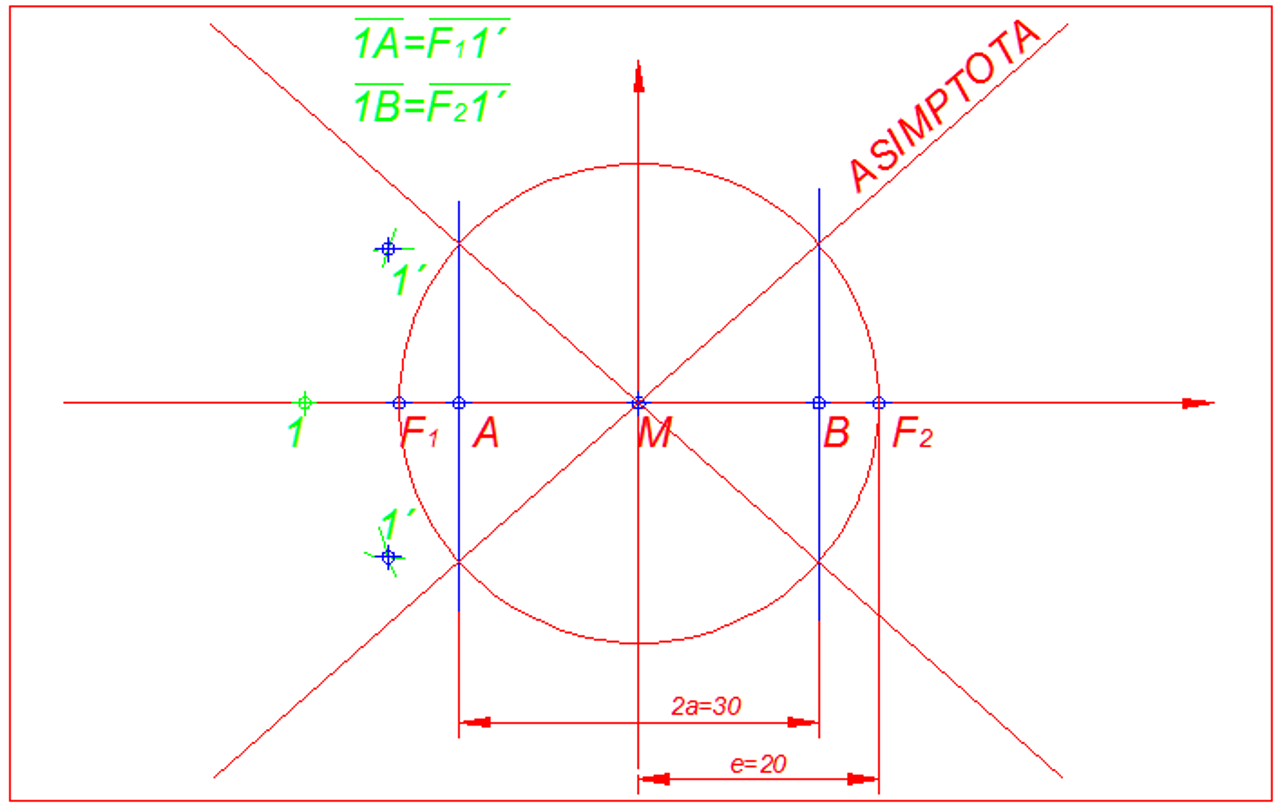 1A=F₁1´
1B=F₂1´
ASIMPTOTA
1´
1 F₁ A M B F₂
1´
2a=30
e=20